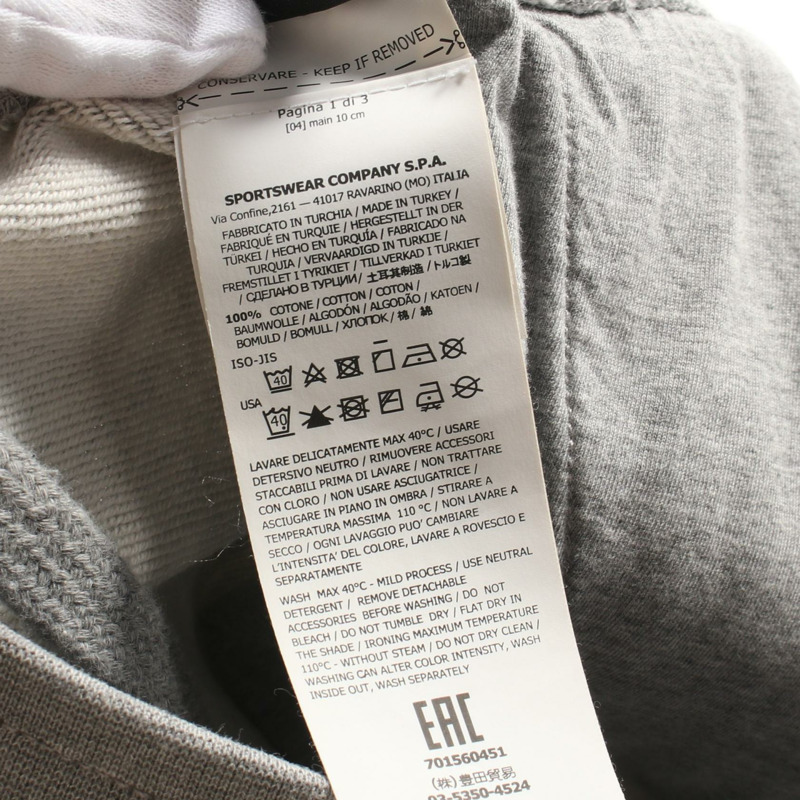 CONSERVARE - KEEP IF REMOVED
Pagina 1 di 3
[04] main 10 cm
SPORTSWEAR COMPANY S.P.A.
Via Confine,2161 — 41017 RAVARINO (MO) ITALIA
FABBRICATO IN TURCHIA / MADE IN TURKEY /
FABRIQUÉ EN TURQUIE / HERGESTELLT IN DER
TÜRKEI / HECHO EN TURQUÍA / FABRICADO NA
TURQUIA / VERVAARDIGD IN TURKIJE /
FREMSTILLET I TYRKIET / TILLVERKAD I TURKIET
/ СДЕЛАНО В ТУРЦИИ/ 土耳其制造 /トルコ製
100% COTONE / COTTON / COTON /
BAUMWOLLE / ALGODÓN / ALGODÃO / KATOEN /
BOMULD / BOMULL / ХЛОПОК / 棉 / 綿
ISO-JIS
40
USA
40
LAVARE DELICATAMENTE MAX 40°C / USARE
DETERSIVO NEUTRO / RIMUOVERE ACCESSORI
STACCABILI PRIMA DI LAVARE / NON TRATTARE
CON CLORO / NON USARE ASCIUGATRICE /
ASCIUGARE IN PIANO IN OMBRA / STIRARE A
TEMPERATURA MASSIMA 110 °C / NON LAVARE A
SECCO / OGNI LAVAGGIO PUO' CAMBIARE
L'INTENSITA' DEL COLORE, LAVARE A ROVESCIO E
SEPARATAMENTE
WASH MAX 40°C - MILD PROCESS / USE NEUTRAL
DETERGENT / REMOVE DETACHABLE
ACCESSORIES BEFORE WASHING / DO NOT
BLEACH / DO NOT TUMBLE DRY / FLAT DRY IN
THE SHADE / IRONING MAXIMUM TEMPERATURE
110°C - WITHOUT STEAM / DO NOT DRY CLEAN /
WASHING CAN ALTER COLOR INTENSITY, WASH
INSIDE OUT, WASH SEPARATELY
EAC
701560451
(株)豊田貿易
03-5350-4524